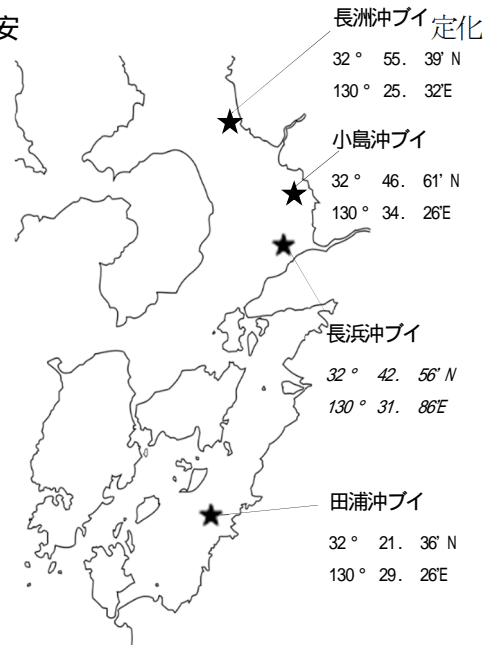 安
定化
長洲沖ブイ
32° 55. 39' N
130° 25. 32'E
小島沖ブイ
32° 46. 61' N
130° 34. 26'E
長浜沖ブイ
32° 42. 56' N
130° 31. 86'E
田浦沖ブイ
32° 21. 36' N
130° 29. 26'E